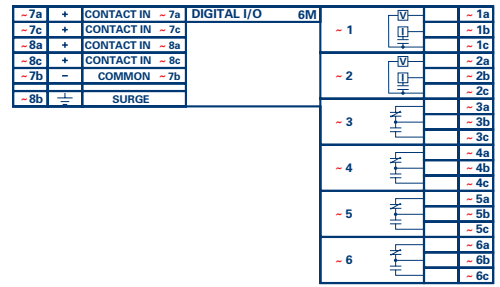 ~ 7a + CONTACT IN ~ 7a DIGITAL I/O 6M
~ 7c + CONTACT IN ~ 7c
~ 8a + CONTACT IN ~ 8a
~ 8c + CONTACT IN ~ 8c
~ 7b – COMMON ~ 7b
~ 8b SURGE
~ 1 V I ~ 1a
~ 1b
~ 1c
~ 2 V I ~ 2a
~ 2b
~ 2c
~ 3 ~ 3a
~ 3b
~ 3c
~ 4 ~ 4a
~ 4b
~ 4c
~ 5 ~ 5a
~ 5b
~ 5c
~ 6 ~ 6a
~ 6b
~ 6c